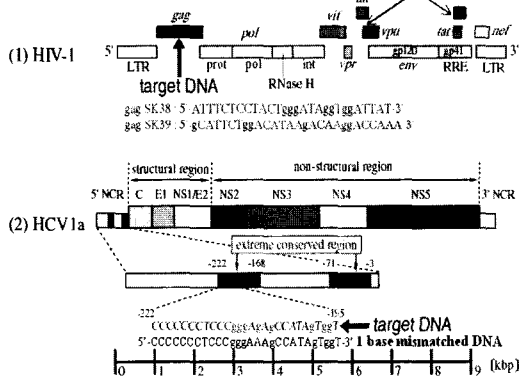 gag pol vif vpu tat nef
(1) HIV-1 5' gp120 gp41 3'
LTR prot pol int vpr env RRE LTR
RNase H
target DNA
gag SK38 : 5'-ATTTCTCCTACTgggATAggTggATTAT-3'
gag SK39 : 5'-gCATTCTggACATAAgACAAggACCAAA 3'
structural region non-structural region
5' NCR C E1 NS1/E2 NS2 NS3 NS4 NS5 3' NCR
(2) HCV1a
extreme conserved region
-222 -168 -71 -3
-222 -195
CCCCCCCTCCCgggAgAgCCATAgTggT target DNA
5'-CCCCCCCTCCCgggAAAgCCATAgTggT-3' 1 base mismatched DNA
0 1 2 3 4 5 6 7 8 9 [kbp]